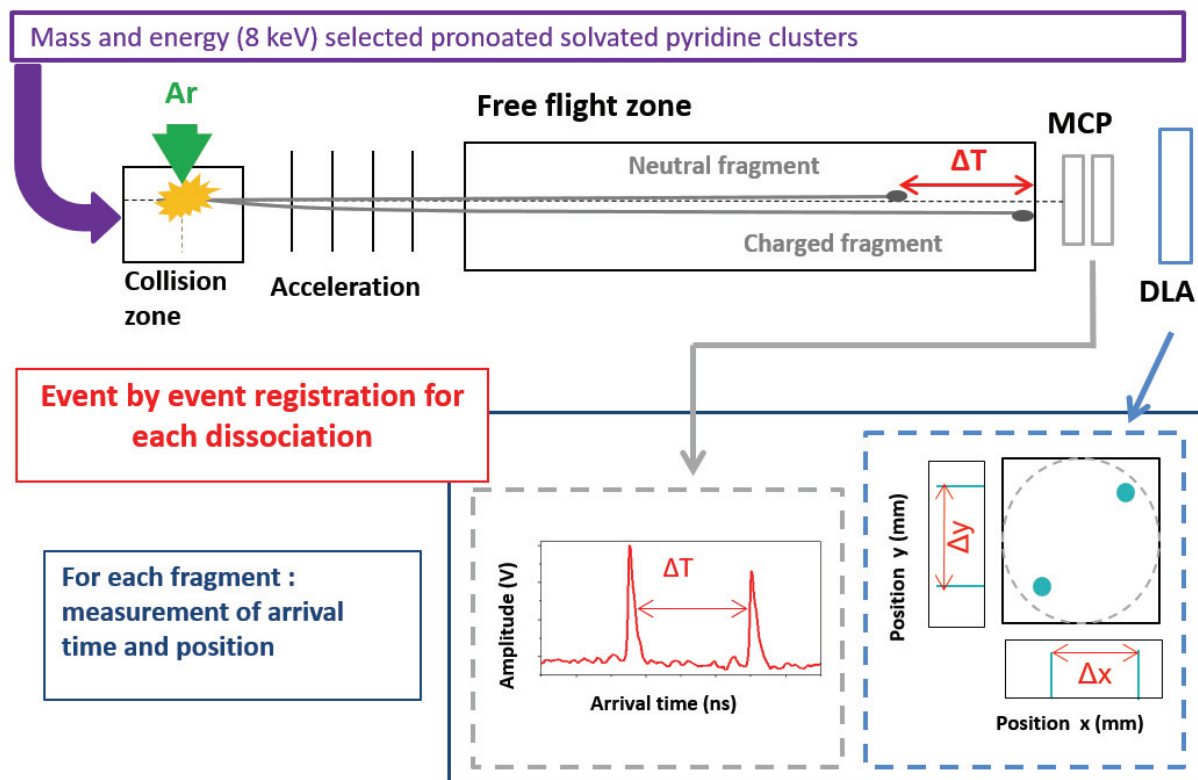 Mass and energy (8 keV) selected pronoated solvated pyridine clusters
Ar
Free flight zone
MCP
Neutral fragment
ΔT
Charged fragment
Collision
zone
Acceleration
DLA
Event by event registration for
each dissociation
For each fragment :
measurement of arrival
time and position
Amplitude (V)
ΔT
Arrival time (ns)
Position y (mm)
Δy
Δx
Position x (mm)